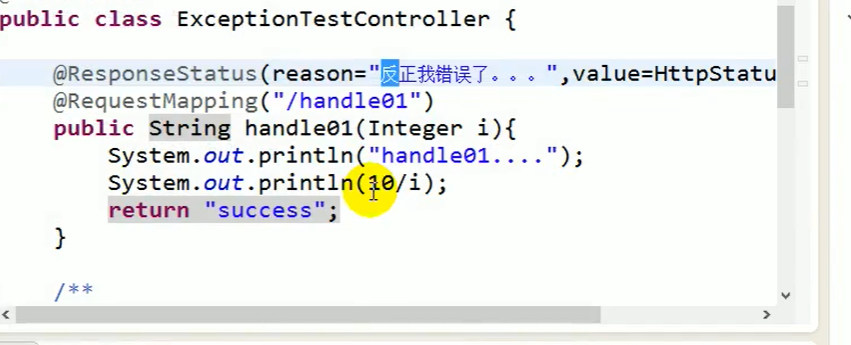 public class ExceptionTestController {
@ResponseStatus(reason="反正我错误了。。。",value=HttpStatu
@RequestMapping("/handle01")
public String handle01(Integer i){
System.out.println("handle01....");
System.out.println(10/i);
return "success";
}
/**